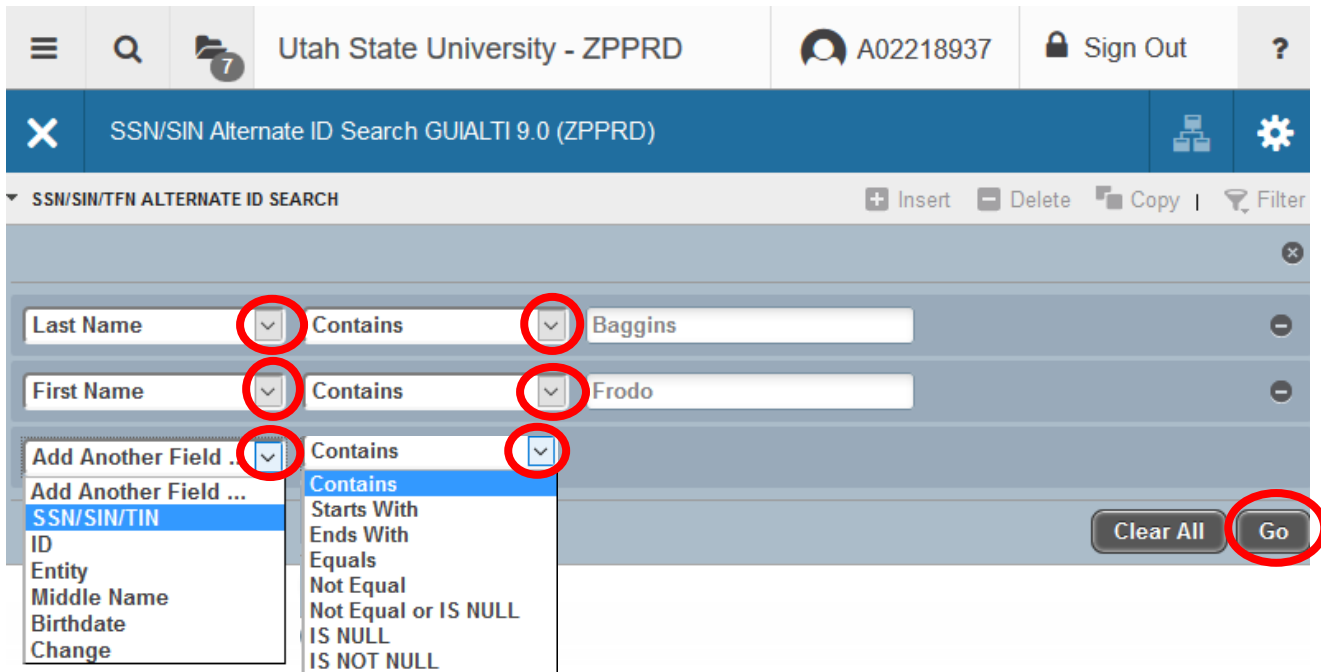 7 Utah State University - ZPPRD A02218937 Sign Out ?
SSN/SIN Alternate ID Search GUIALTI 9.0 (ZPPRD)
SSN/SIN/TFN ALTERNATE ID SEARCH Insert Delete Copy | Filter
Last Name Contains Baggins
First Name Contains Frodo
Add Another Field ... Contains
Add Another Field ...
SSN/SIN/TIN
ID
Entity
Middle Name
Birthdate
Change
Contains
Starts With
Ends With
Equals
Not Equal
Not Equal or IS NULL
IS NULL
IS NOT NULL
Clear All Go